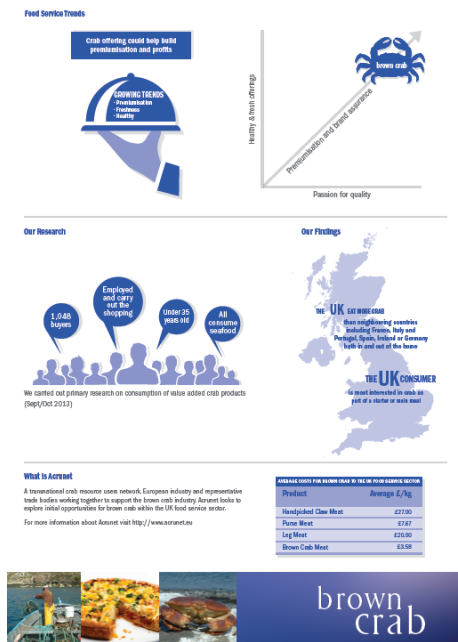 Food Service Trends
Crab offering could help build
premiumisation and profits
GROWING TRENDS
- Premiumisation
- Freshness
- Healthy
Healthy & fresh offerings
Premiumisation and brand assurance
brown crab
Passion for quality
Our Research
1,048
buyers
Employed
and carry
out the
shopping
Under 35
years old
All
consume
seafood
We carried out primary research on consumption of value added crab products
(Sept/Oct 2013)
Our Findings
THE UK EAT MORE CRAB
than neighbouring countries
including France, Italy and
Portugal, Spain, Ireland or Germany
both in and out of the home
THE UK CONSUMER
is most interested in crab as
part of a starter or main meal
What is Acrunet
A transnational crab resource users network. European industry and representative
trade bodies working together to support the brown crab industry. Acrunet looks to
explore initial opportunities for brown crab within the UK food service sector.
For more information about Acrunet visit http://www.acrunet.eu
AVERAGE COSTS FOR BROWN CRAB TO THE UK FOOD SERVICE SECTOR
Product Average £/kg
Handpicked Claw Meat £27.00
Puree Meat £7.67
Leg Meat £20.00
Brown Crab Meat £3.58
brown
crab